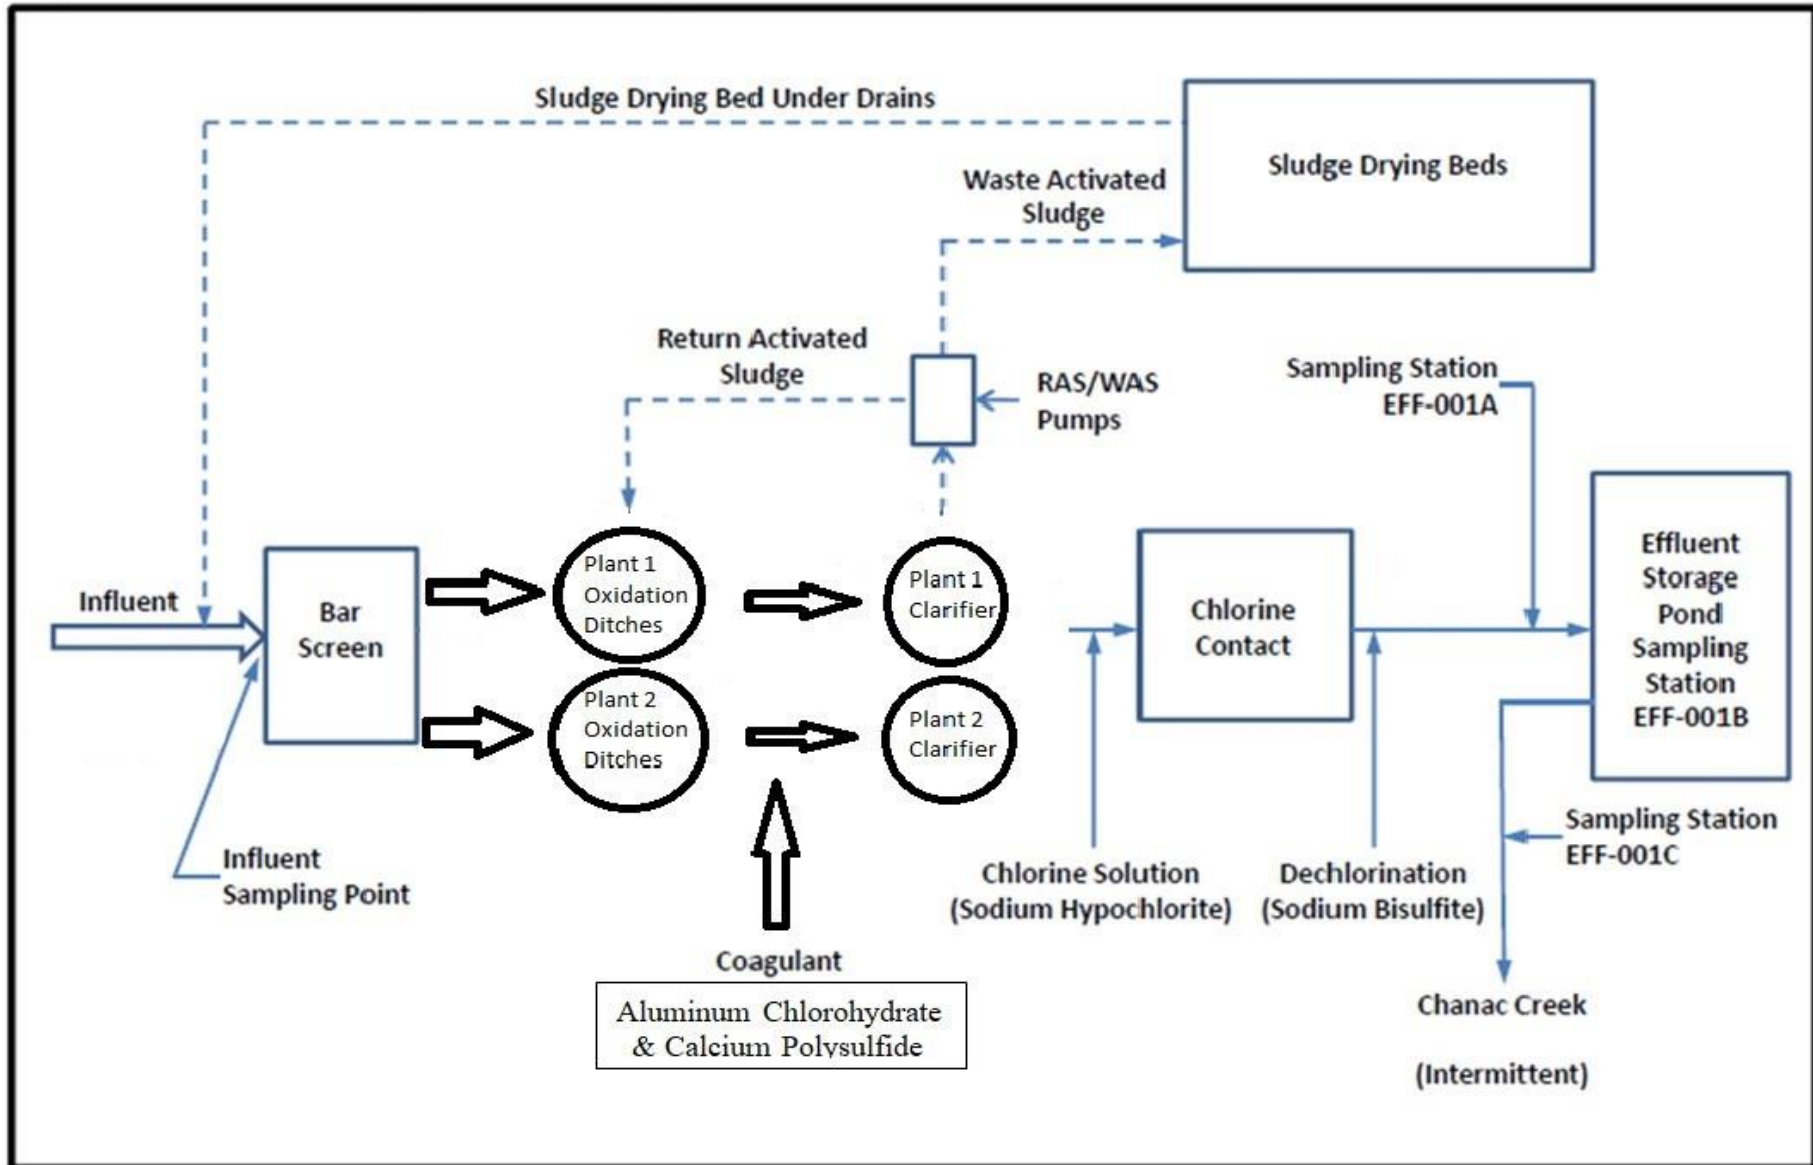 Sludge Drying Bed Under Drains
Sludge Drying Beds
Waste Activated
Sludge
Return Activated
Sludge
RAS/WAS
Pumps
Sampling Station
EFF-001A
Influent
Bar
Screen
Plant 1
Oxidation
Ditches
Plant 1
Clarifier
Plant 2
Oxidation
Ditches
Plant 2
Clarifier
Chlorine
Contact
Effluent
Storage
Pond
Sampling
Station
EFF-001B
Influent
Sampling Point
Chlorine Solution
(Sodium Hypochlorite)
Dechlorination
(Sodium Bisulfite)
Sampling Station
EFF-001C
Coagulant
Aluminum Chlorohydrate
& Calcium Polysulfide
Chanac Creek
(Intermittent)